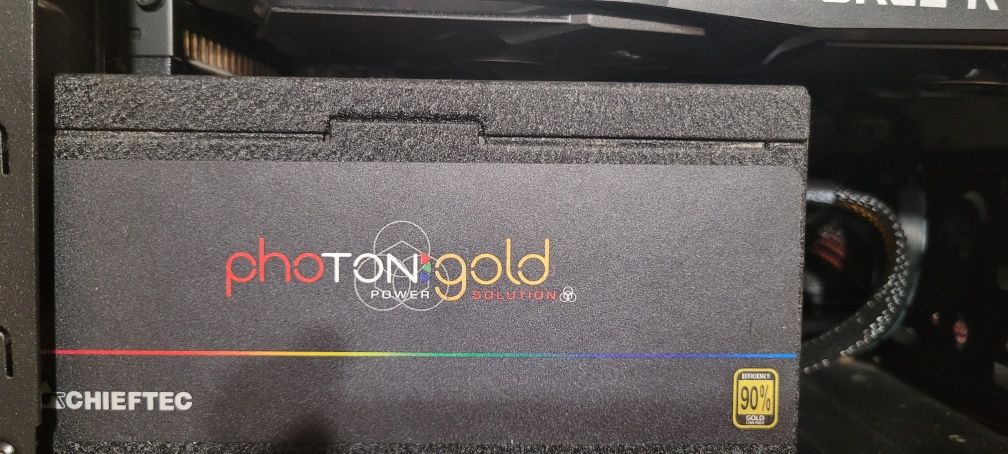 phoTON gold
POWER SOLUTION
CHIEFTEC
EFFICIENCY
90%
GOLD